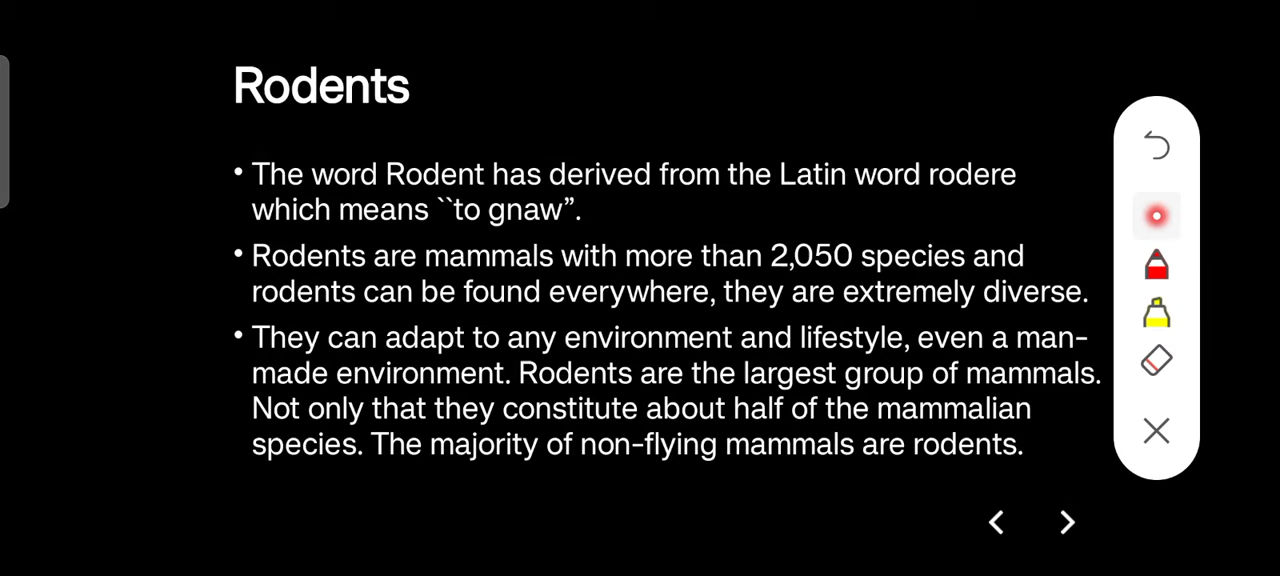 Rodents
• The word Rodent has derived from the Latin word rodere
which means ``to gnaw”.
• Rodents are mammals with more than 2,050 species and
rodents can be found everywhere, they are extremely diverse.
• They can adapt to any environment and lifestyle, even a man-
made environment. Rodents are the largest group of mammals.
Not only that they constitute about half of the mammalian
species. The majority of non-flying mammals are rodents.